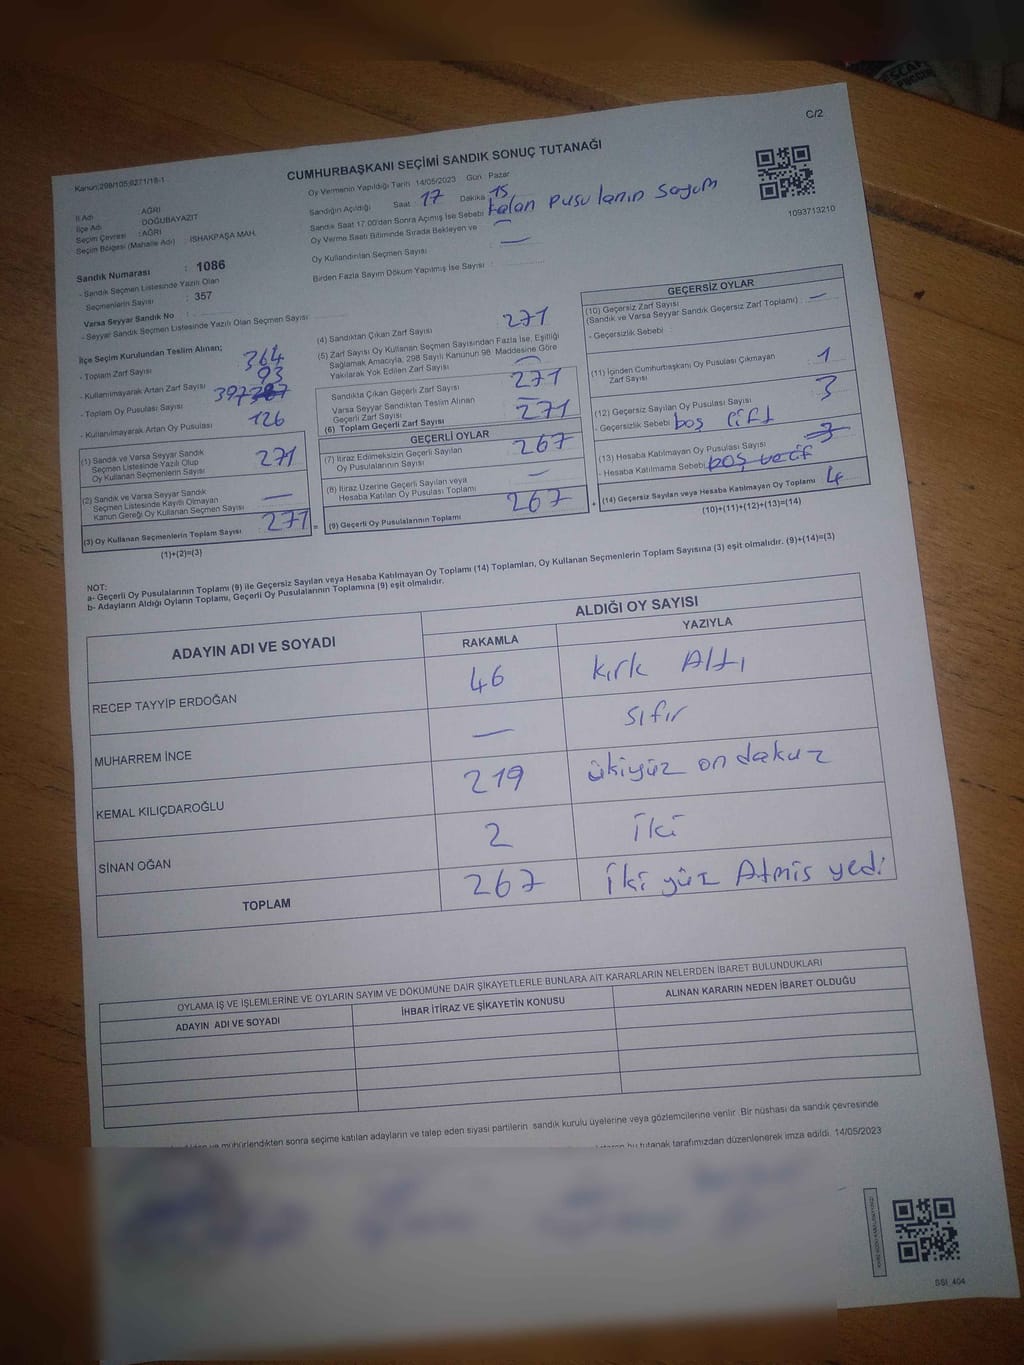 C/2
Kanun;298/105,6271/18-1
CUMHURBAŞKANI SEÇİMİ SANDIK SONUÇ TUTANAĞI
Oy Vermenin Yapıldığı Tarih 14/05/2023 Gün : Pazar
Sandığın Açıldığı Saat : 17 Dakika : 15
Sandık Saat 17.00'dan Sonra Açımış İse Sebebi : kalan pusulanın sayım
Oy Verme Saati Bitiminde Sırada Bekleyen ve
Oy Kullandırılan Seçmen Sayısı : —
Birden Fazla Sayım Döküm Yapılmış İse Sayısı :
1093713210
İl Adı : AĞRI
İlçe Adı : DOĞUBAYAZIT
Seçim Çevresi : AĞRI
Seçim Bölgesi (Mahalle Adı) : İSHAKPAŞA MAH.
Sandık Numarası : 1086
- Sandık Seçmen Listesinde Yazılı Olan
Seçmenlerin Sayısı : 357
Varsa Seyyar Sandık No :
- Seyyar Sandık Seçmen Listesinde Yazılı Olan Seçmen Sayısı :
İlçe Seçim Kurulundan Teslim Alınan;
- Toplam Zarf Sayısı : 364
- Kullanılmayarak Artan Zarf Sayısı : 93
- Toplam Oy Pusulası Sayısı : 397
- Kullanılmayarak Artan Oy Pusulası : 126
(1) Sandık ve Varsa Seyyar Sandık
Seçmen Listesinde Yazılı Olup
Oy Kullanan Seçmenlerin Sayısı : 271
(2) Sandık ve Varsa Seyyar Sandık
Seçmen Listesinde Kayıtlı Olmayan
Kanun Gereği Oy Kullanan Seçmen Sayısı : —
(3) Oy Kullanan Seçmenlerin Toplam Sayısı : 271 =
(1)+(2)=(3)
(4) Sandıktan Çıkan Zarf Sayısı : 271
(5) Zarf Sayısı Oy Kullanan Seçmen Sayısından Fazla İse, Eşitliği
Sağlamak Amacıyla, 298 Sayılı Kanunun 98. Maddesine Göre
Yakılarak Yok Edilen Zarf Sayısı : —
Sandıkta Çıkan Geçerli Zarf Sayısı : 271
Varsa Seyyar Sandıktan Teslim Alınan
Geçerli Zarf Sayısı : —
(6) Toplam Geçerli Zarf Sayısı : 271
GEÇERLİ OYLAR
(7) İtiraz Edilmeksizin Geçerli Sayılan
Oy Pusulalarının Sayısı : 267
(8) İtiraz Üzerine Geçerli Sayılan veya
Hesaba Katılan Oy Pusulası Toplamı : —
(9) Geçerli Oy Pusulalarının Toplamı : 267 +
GEÇERSİZ OYLAR
(10) Geçersiz Zarf Sayısı
(Sandık ve Varsa Seyyar Sandık Geçersiz Zarf Toplamı) : —
- Geçersizlik Sebebi :
(11) İçinden Cumhurbaşkanı Oy Pusulası Çıkmayan
Zarf Sayısı : 1
(12) Geçersiz Sayılan Oy Pusulası Sayısı : 3
- Geçersizlik Sebebi : boş çift
(13) Hesaba Katılmayan Oy Pusulası Sayısı : 3
- Hesaba Katılmama Sebebi : boş
(14) Geçersiz Sayılan veya Hesaba Katılmayan Oy Toplamı : 4
(10)+(11)+(12)+(13)=(14)
NOT:
a- Geçerli Oy Pusulalarının Toplamı (9) ile Geçersiz Sayılan veya Hesaba Katılmayan Oy Toplamı (14) Toplamları, Oy Kullanan Seçmenlerin Toplam Sayısına (3) eşit olmalıdır. (9)+(14)=(3)
b- Adayların Aldığı Oyların Toplamı, Geçerli Oy Pusulalarının Toplamına (9) eşit olmalıdır.
ADAYIN ADI VE SOYADI
ALDIĞI OY SAYISI
RAKAMLA YAZIYLA
RECEP TAYYİP ERDOĞAN 46 kırk Altı
MUHARREM İNCE — sıfır
KEMAL KILIÇDAROĞLU 219 ikiyüz on dokuz
SİNAN OĞAN 2 iki
TOPLAM 267 iki yüz Atmis yedi
OYLAMA İŞ VE İŞLEMLERİNE VE OYLARIN SAYIM VE DÖKÜMÜNE DAİR ŞİKAYETLERLE BUNLARA AİT KARARLARIN NELERDEN İBARET BULUNDUKLARI
ADAYIN ADI VE SOYADI İHBAR İTİRAZ VE ŞİKAYETİN KONUSU ALINAN KARARIN NEDEN İBARET OLDUĞU
ve mühürlendikten sonra seçime katılan adayların ve talep eden siyasi partilerin sandık kurulu üyelerine veya gözlemcilerine verilir. Bir nüshası da sandık çevresinde
bu tutanak tarafımızdan düzenlenerek imza edildi. 14/05/2023
SSI_404